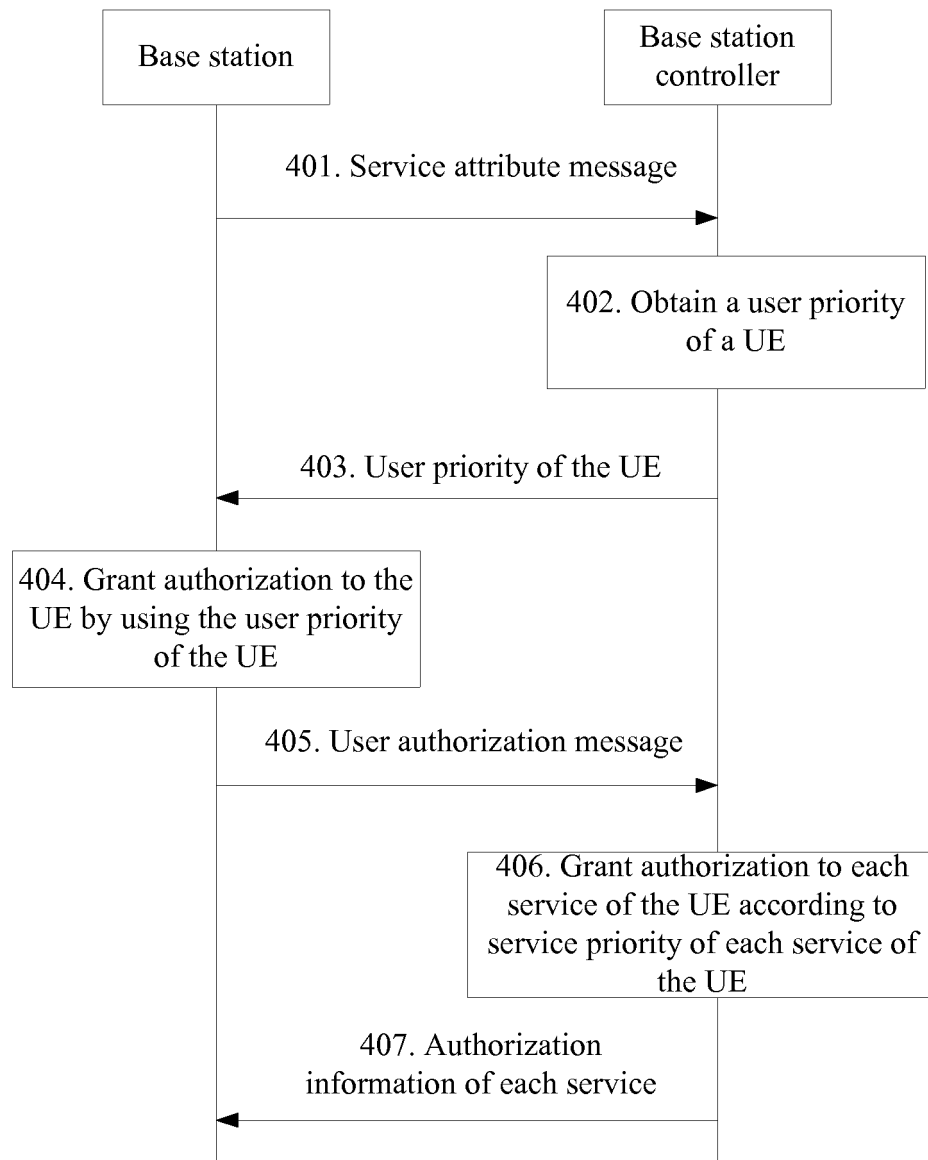 Base station
Base station
controller
401. Service attribute message
402. Obtain a user priority
of a UE
403. User priority of the UE
404. Grant authorization to the
UE by using the user priority
of the UE
405. User authorization message
406. Grant authorization to each
service of the UE according to
service priority of each service of
the UE
407. Authorization
information of each service